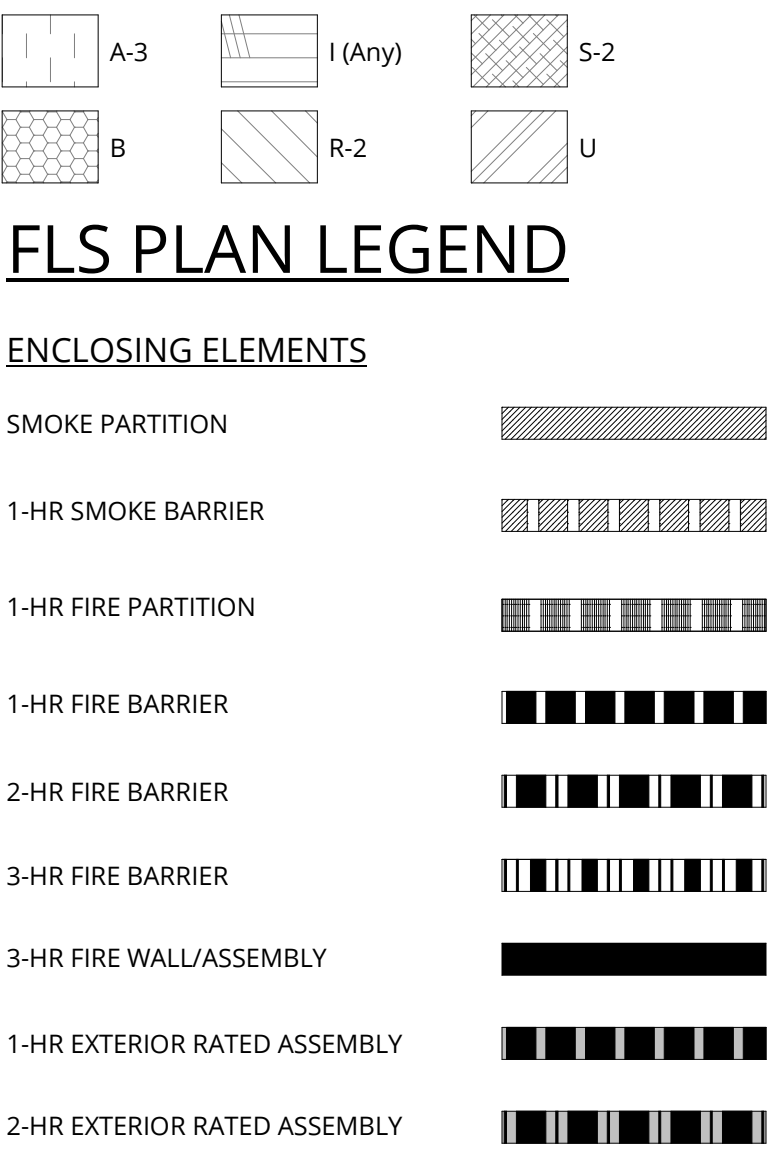 A-3 I (Any) S-2
B R-2 U
FLS PLAN LEGEND
ENCLOSING ELEMENTS
SMOKE PARTITION
1-HR SMOKE BARRIER
1-HR FIRE PARTITION
1-HR FIRE BARRIER
2-HR FIRE BARRIER
3-HR FIRE BARRIER
3-HR FIRE WALL/ASSEMBLY
1-HR EXTERIOR RATED ASSEMBLY
2-HR EXTERIOR RATED ASSEMBLY